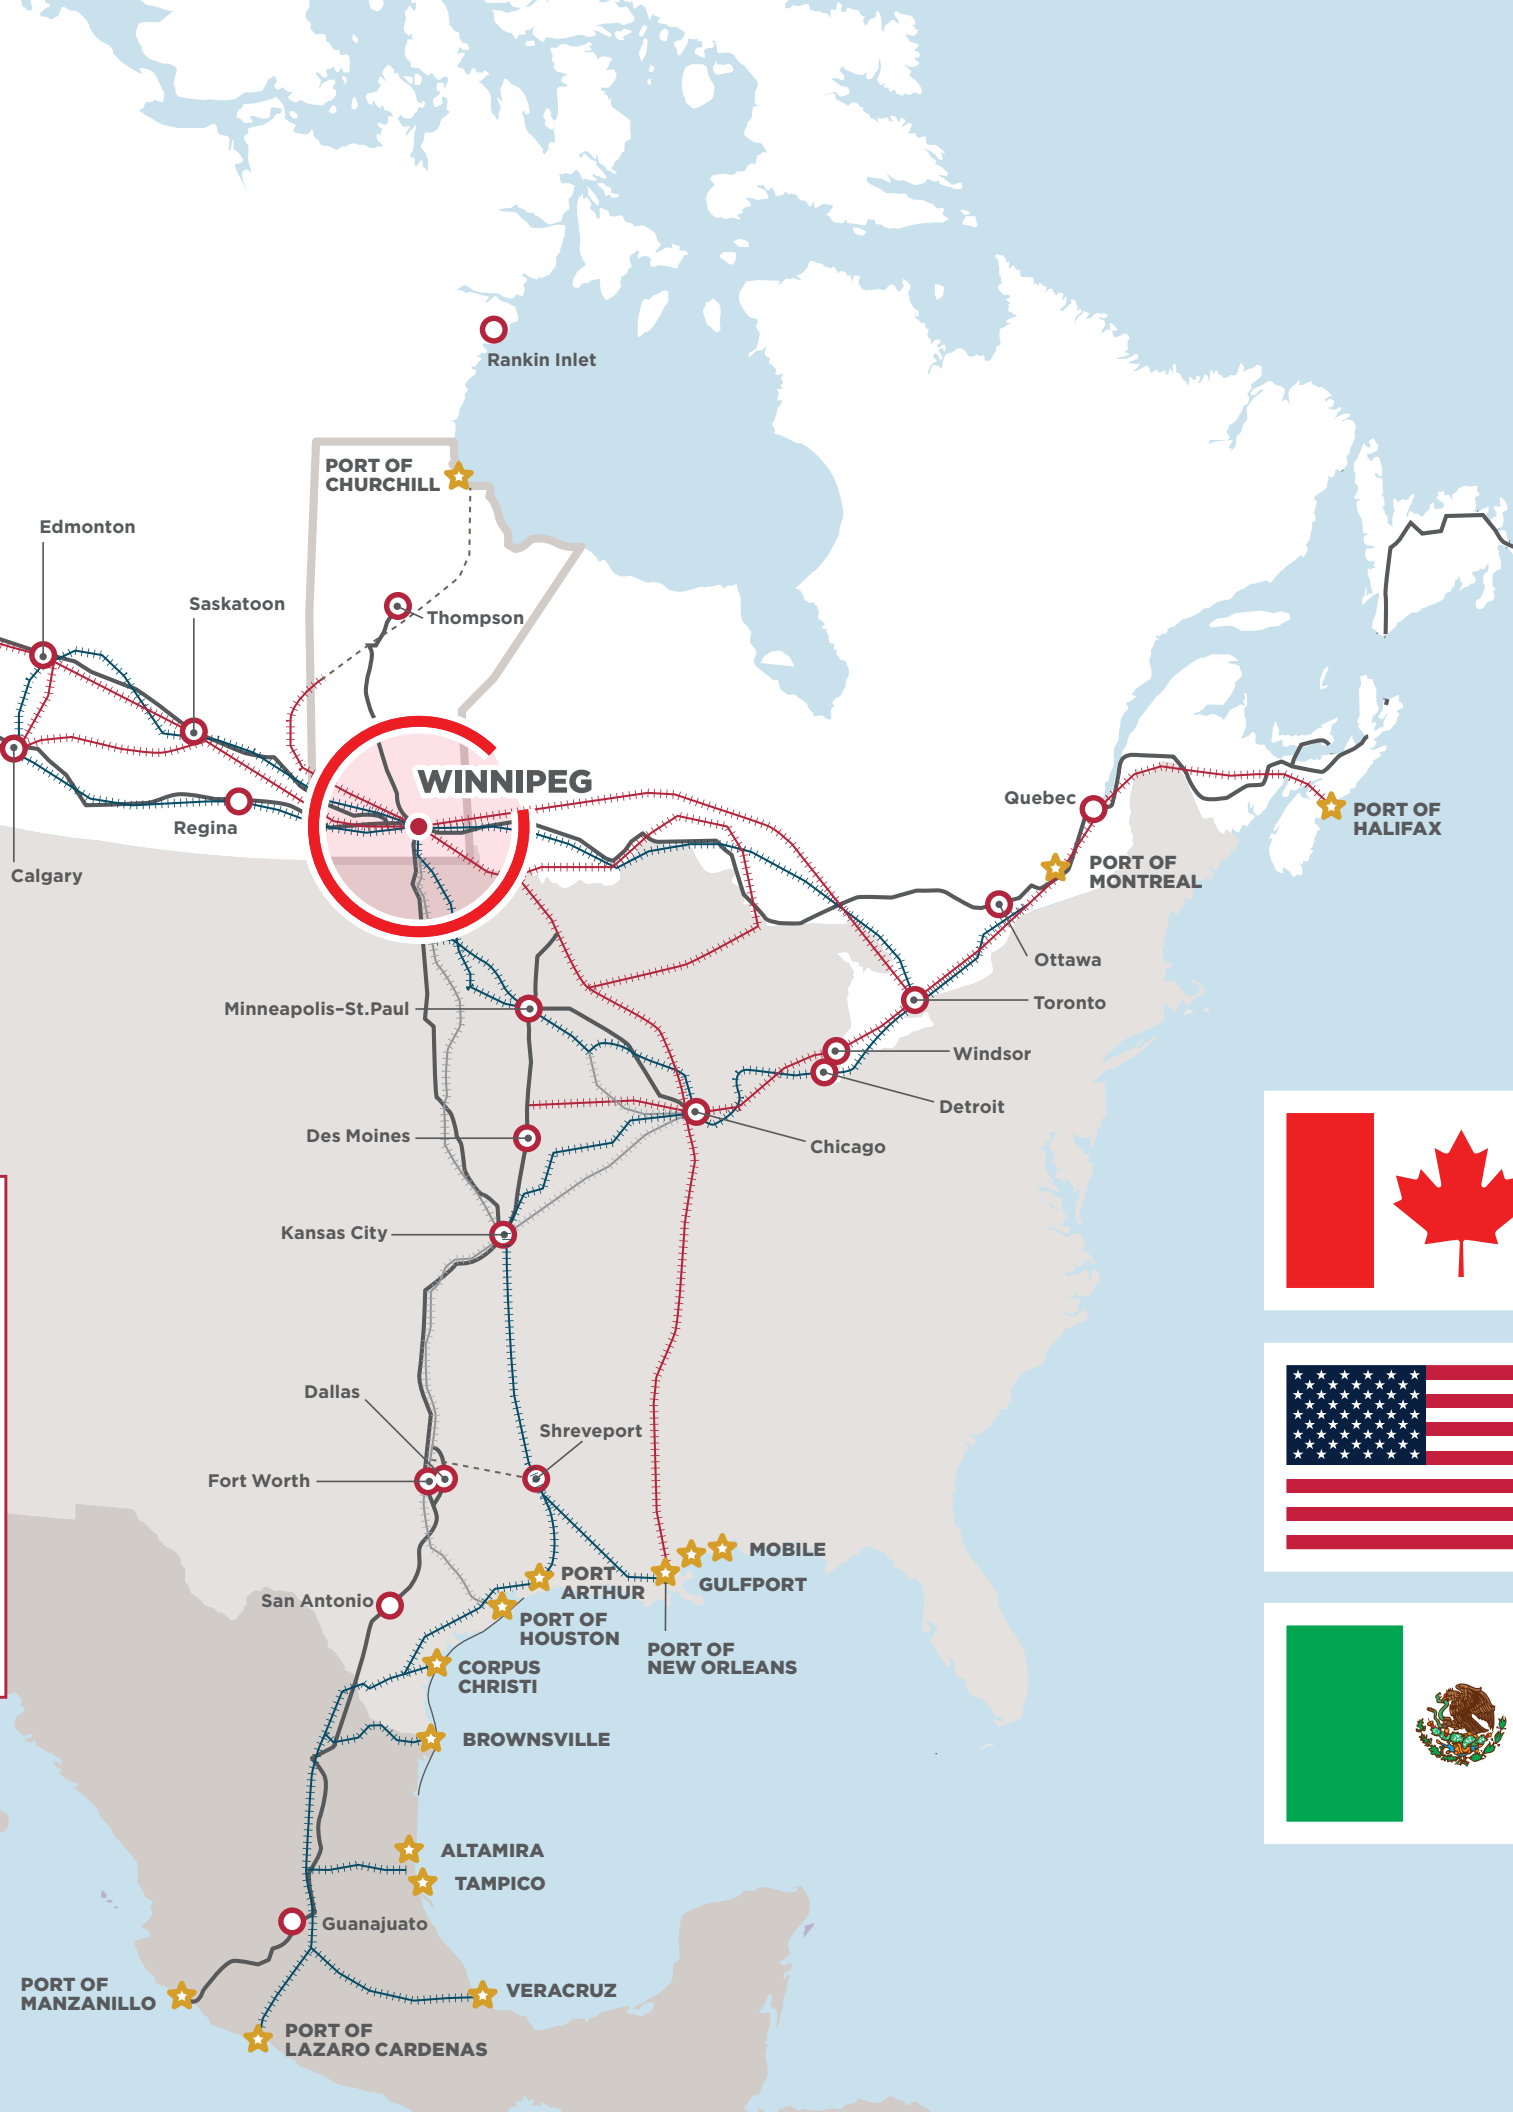 Rankin Inlet
PORT OF
CHURCHILL
Edmonton
Saskatoon
Thompson
WINNIPEG
Quebec
PORT OF
HALIFAX
Regina
Calgary
PORT OF
MONTREAL
Ottawa
Minneapolis–St.Paul
Toronto
Windsor
Detroit
Des Moines
Chicago
Kansas City
Dallas
Shreveport
Fort Worth
MOBILE
PORT
ARTHUR
GULFPORT
San Antonio
PORT OF
HOUSTON
PORT OF
NEW ORLEANS
CORPUS
CHRISTI
BROWNSVILLE
ALTAMIRA
TAMPICO
Guanajuato
PORT OF
MANZANILLO
VERACRUZ
PORT OF
LAZARO CARDENAS